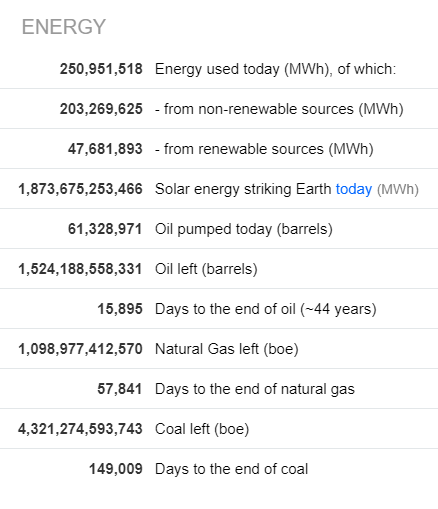 ENERGY
250,951,518 Energy used today (MWh), of which:
203,269,625 - from non-renewable sources (MWh)
47,681,893 - from renewable sources (MWh)
1,873,675,253,466 Solar energy striking Earth today (MWh)
61,328,971 Oil pumped today (barrels)
1,524,188,558,331 Oil left (barrels)
15,895 Days to the end of oil (~44 years)
1,098,977,412,570 Natural Gas left (boe)
57,841 Days to the end of natural gas
4,321,274,593,743 Coal left (boe)
149,009 Days to the end of coal